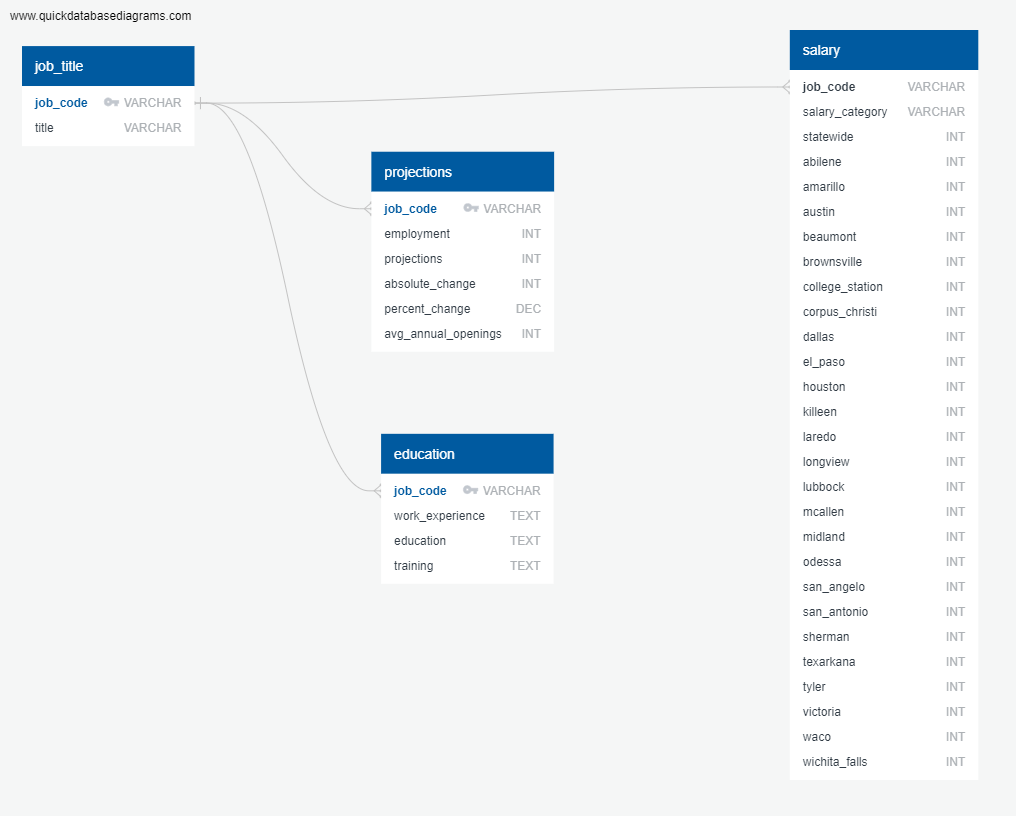 www.quickdatabasediagrams.com
job_title
job_code VARCHAR
title VARCHAR
projections
job_code VARCHAR
employment INT
projections INT
absolute_change INT
percent_change DEC
avg_annual_openings INT
education
job_code VARCHAR
work_experience TEXT
education TEXT
training TEXT
salary
job_code VARCHAR
salary_category VARCHAR
statewide INT
abilene INT
amarillo INT
austin INT
beaumont INT
brownsville INT
college_station INT
corpus_christi INT
dallas INT
el_paso INT
houston INT
killeen INT
laredo INT
longview INT
lubbock INT
mcallen INT
midland INT
odessa INT
san_angelo INT
san_antonio INT
sherman INT
texarkana INT
tyler INT
victoria INT
waco INT
wichita_falls INT